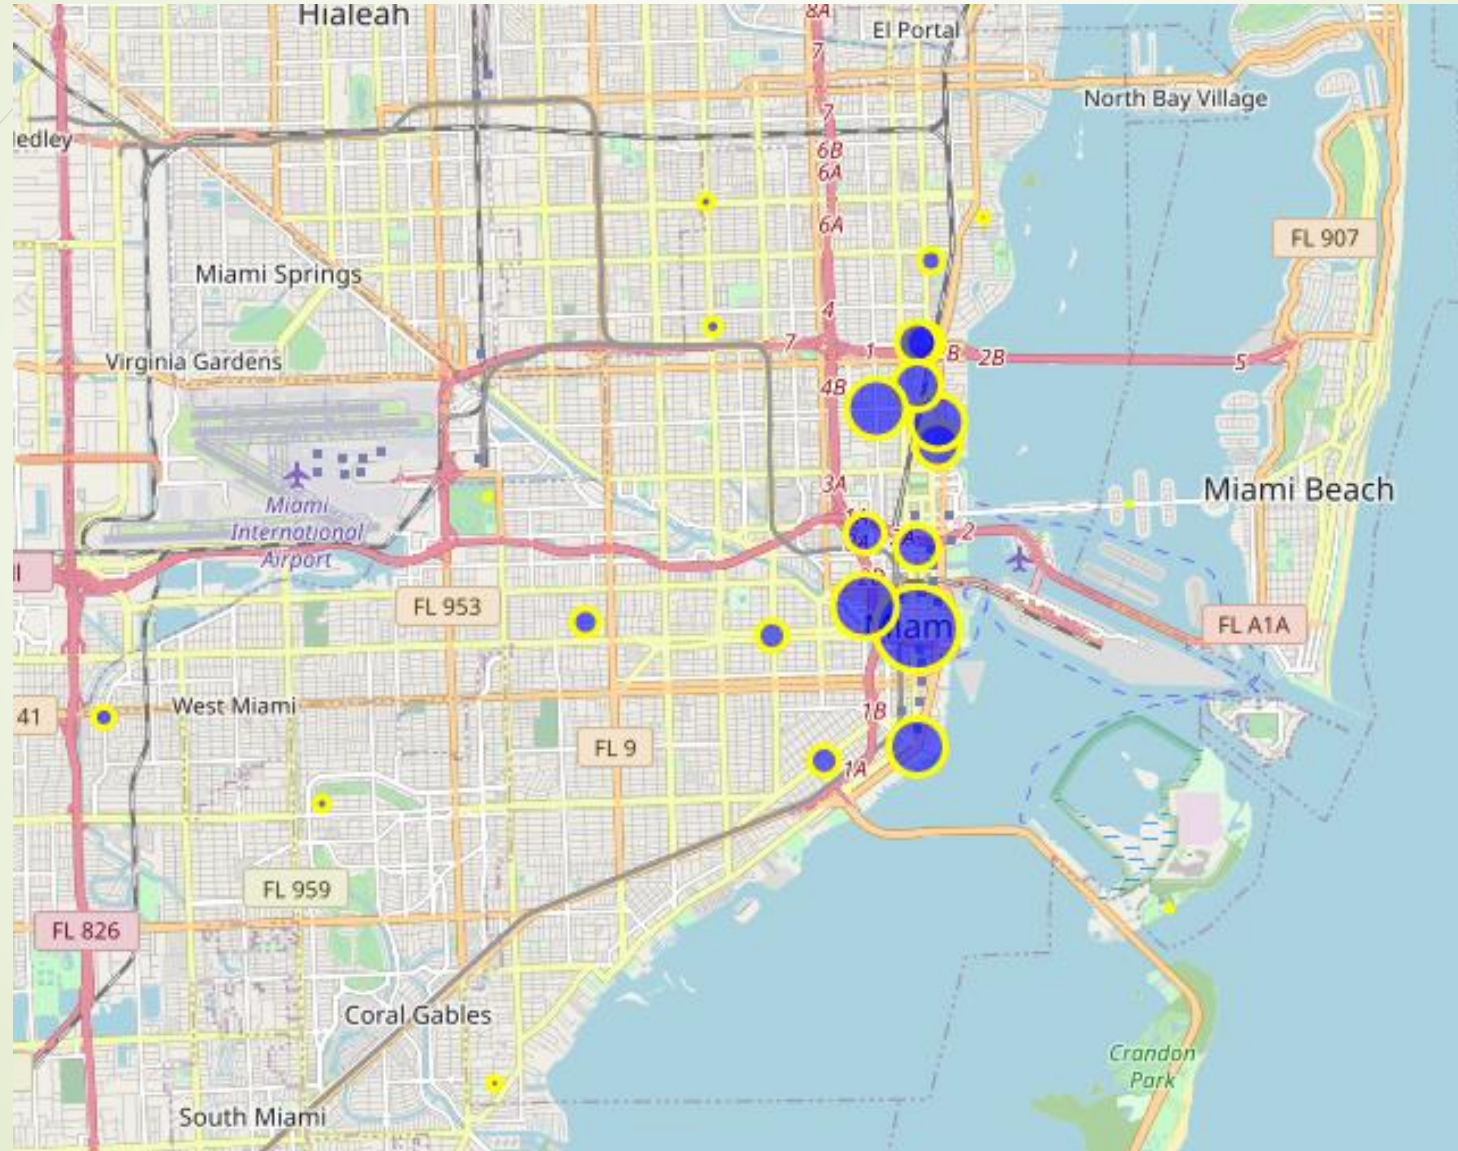 Hialeah
8A
El Portal
7
North Bay Village
7
6B
6A
FL 907
6A
Miami Springs
4
7
1
B
2B
5
Virginia Gardens
4B
3A
Miami Beach
Miami
International
Airport
2
FL 953
FL A1A
Miam
41
West Miami
1B
FL 9
1A
FL 959
FL 826
Coral Gables
Crandon
Park
South Miami